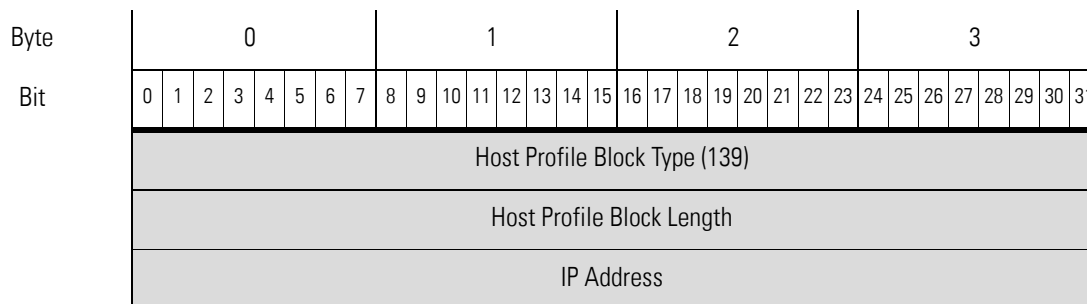 Byte 0 1 2 3
Bit 0 1 2 3 4 5 6 7 8 9 10 11 12 13 14 15 16 17 18 19 20 21 22 23 24 25 26 27 28 29 30 31
Host Profile Block Type (139)
Host Profile Block Length
IP Address